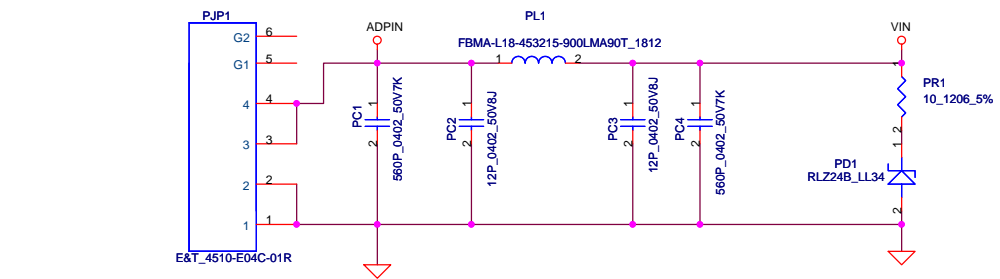 PJP1
G2
6
G1
5
4
4
3
3
2
2
1
1
E&T_4510-E04C-01R
ADPIN
PL1
FBMA-L18-453215-900LMA90T_1812
1
2
PC1
1
2
560P_0402_50V7K
PC2
1
2
12P_0402_50V8J
PC3
1
2
12P_0402_50V8J
PC4
1
2
560P_0402_50V7K
VIN
1
PR1
10_1206_5%
2
1
PD1
RLZ24B_LL34
2